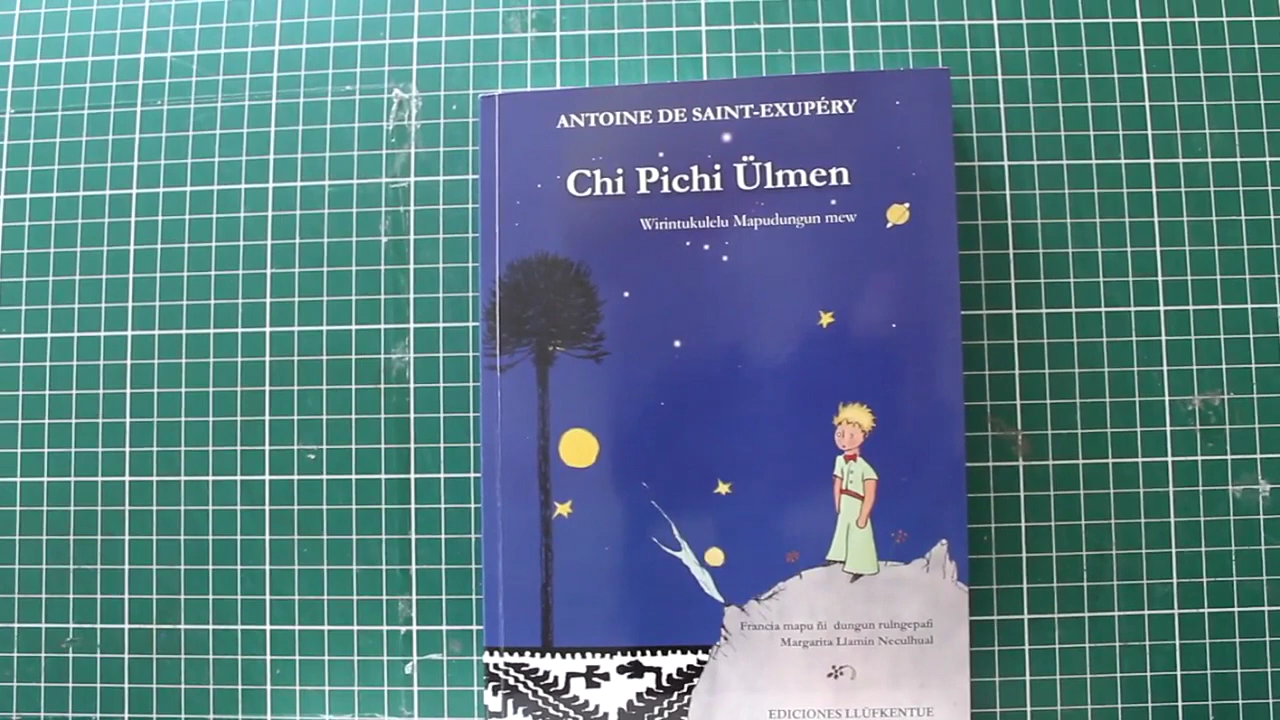 ANTOINE DE SAINT-EXUPÉRY
Chi Pichi Ülmen
Wirintukulelu Mapudungun mew
Francia mapu ñi dungun rulngepafi
Margarita Llamin Neculhual
EDICIONES LLÜFKENTUE